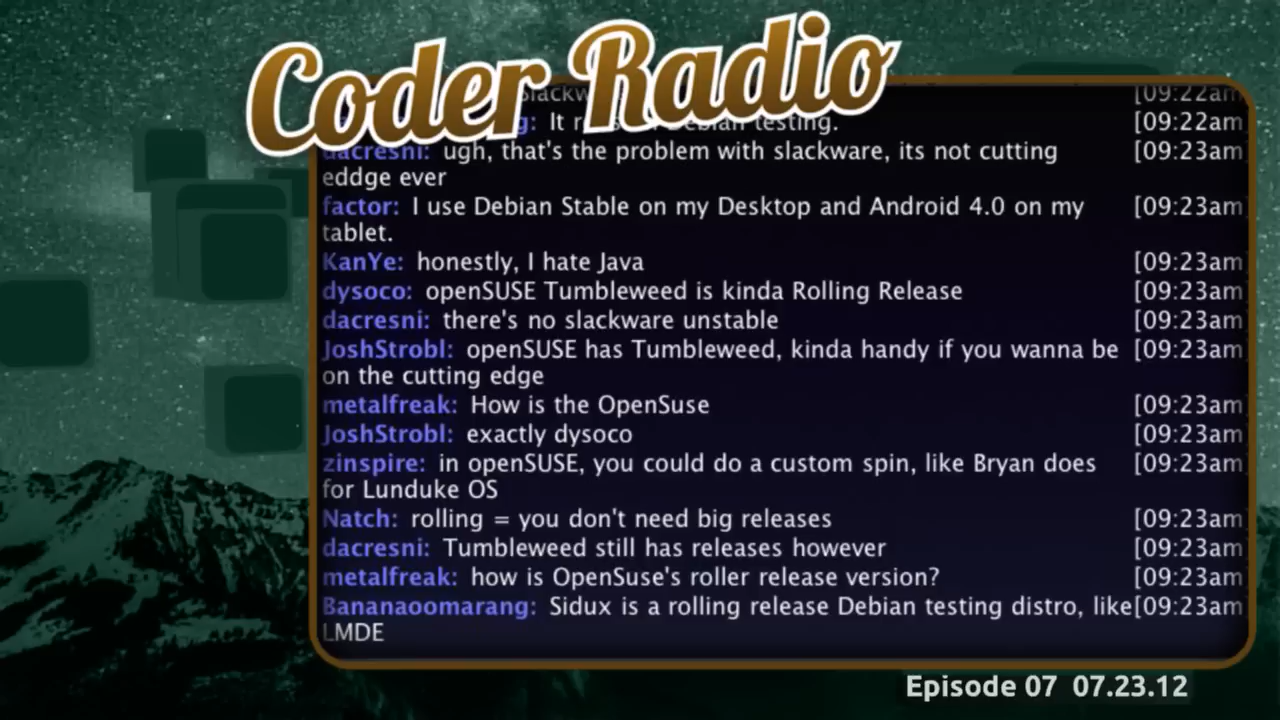 Coder Radio
Slackw [09:22am
g: It r Debian testing. [09:22am
dacresni: ugh, that's the problem with slackware, its not cutting [09:23am
eddge ever
factor: I use Debian Stable on my Desktop and Android 4.0 on my [09:23am
tablet.
KanYe: honestly, I hate Java [09:23am
dysoco: openSUSE Tumbleweed is kinda Rolling Release [09:23am
dacresni: there's no slackware unstable [09:23am
JoshStrobl: openSUSE has Tumbleweed, kinda handy if you wanna be [09:23am
on the cutting edge
metalfreak: How is the OpenSuse [09:23am
JoshStrobl: exactly dysoco [09:23am
zinspire: in openSUSE, you could do a custom spin, like Bryan does [09:23am
for Lunduke OS
Natch: rolling = you don't need big releases [09:23am
dacresni: Tumbleweed still has releases however [09:23am
metalfreak: how is OpenSuse's roller release version? [09:23am
Bananaoomarang: Sidux is a rolling release Debian testing distro, like[09:23am
LMDE
Episode 07 07.23.12